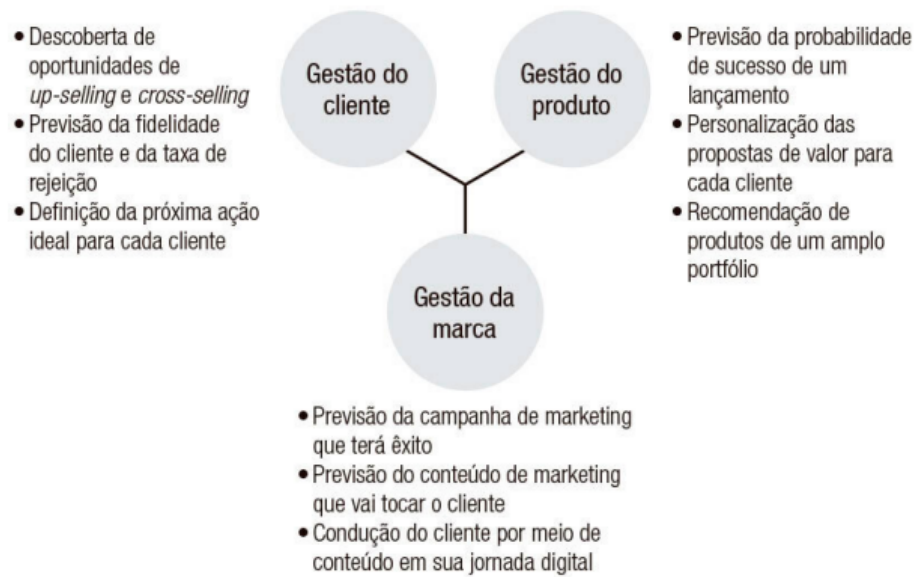 • Descoberta de
oportunidades de
up-selling e cross-selling
• Previsão da fidelidade
do cliente e da taxa de
rejeição
• Definição da próxima ação
ideal para cada cliente
Gestão do
cliente
Gestão do
produto
• Previsão da probabilidade
de sucesso de um
lançamento
• Personalização das
propostas de valor para
cada cliente
• Recomendação de
produtos de um amplo
portfólio
Gestão da
marca
• Previsão da campanha de marketing
que terá êxito
• Previsão do conteúdo de marketing
que vai tocar o cliente
• Condução do cliente por meio de
conteúdo em sua jornada digital